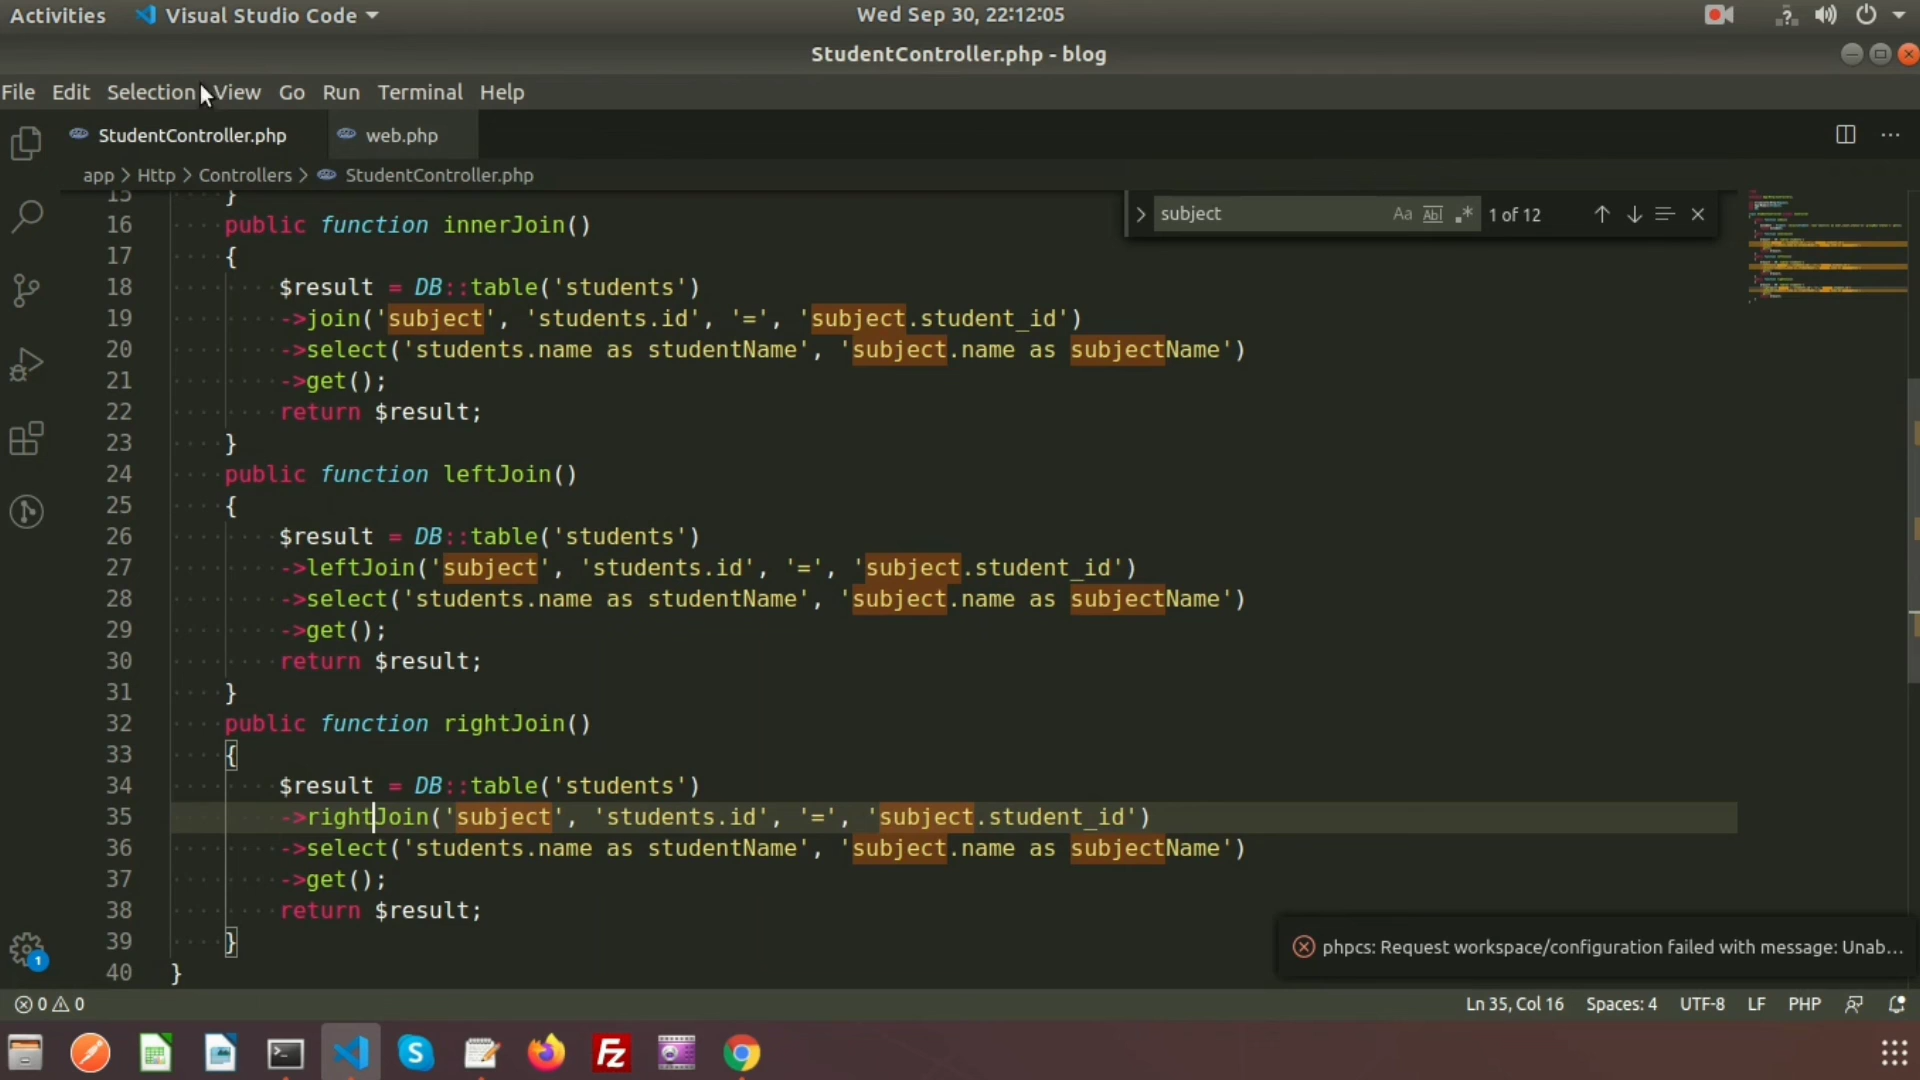 Activities Visual Studio Code Wed Sep 30, 22:12:05
StudentController.php - blog
File Edit Selection View Go Run Terminal Help
StudentController.php web.php
app > Http > Controllers > StudentController.php
subject Aa Abl .* 1 of 12
15 }
16 public function innerJoin()
17 {
18 $result = DB::table('students')
19 ->join('subject', 'students.id', '=', 'subject.student_id')
20 ->select('students.name as studentName', 'subject.name as subjectName')
21 ->get();
22 return $result;
23 }
24 public function leftJoin()
25 {
26 $result = DB::table('students')
27 ->leftJoin('subject', 'students.id', '=', 'subject.student_id')
28 ->select('students.name as studentName', 'subject.name as subjectName')
29 ->get();
30 return $result;
31 }
32 public function rightJoin()
33 {
34 $result = DB::table('students')
35 ->rightJoin('subject', 'students.id', '=', 'subject.student_id')
36 ->select('students.name as studentName', 'subject.name as subjectName')
37 ->get();
38 return $result;
39 }
40 }
phpcs: Request workspace/configuration failed with message: Unab...
1
0 0 Ln 35, Col 16 Spaces: 4 UTF-8 LF PHP